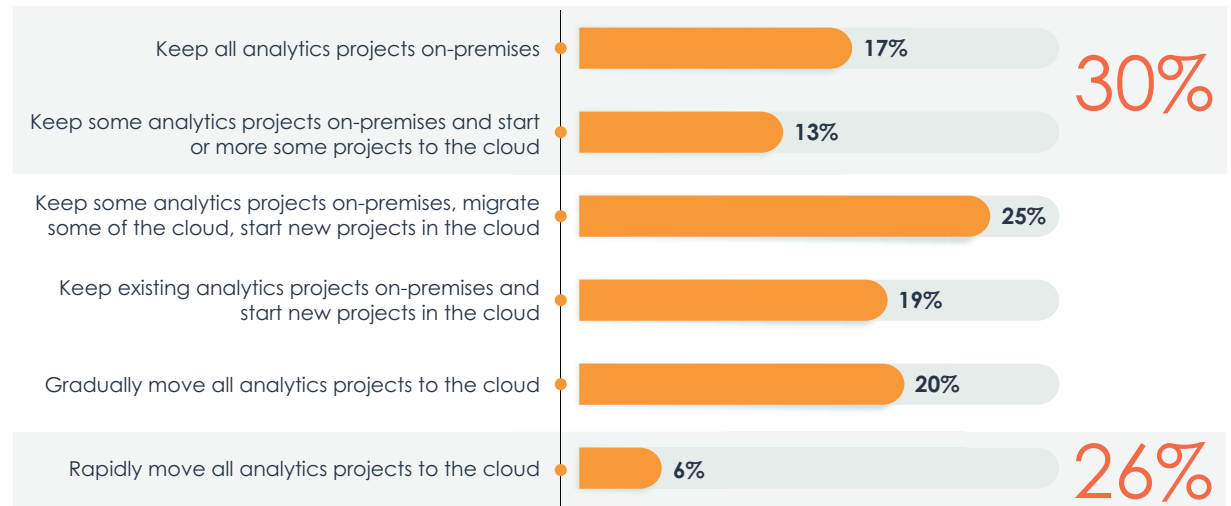 Keep all analytics projects on-premises
17%
30%
Keep some analytics projects on-premises and start
or more some projects to the cloud
13%
Keep some analytics projects on-premises, migrate
some of the cloud, start new projects in the cloud
25%
Keep existing analytics projects on-premises and
start new projects in the cloud
19%
Gradually move all analytics projects to the cloud
20%
Rapidly move all analytics projects to the cloud
6%
26%